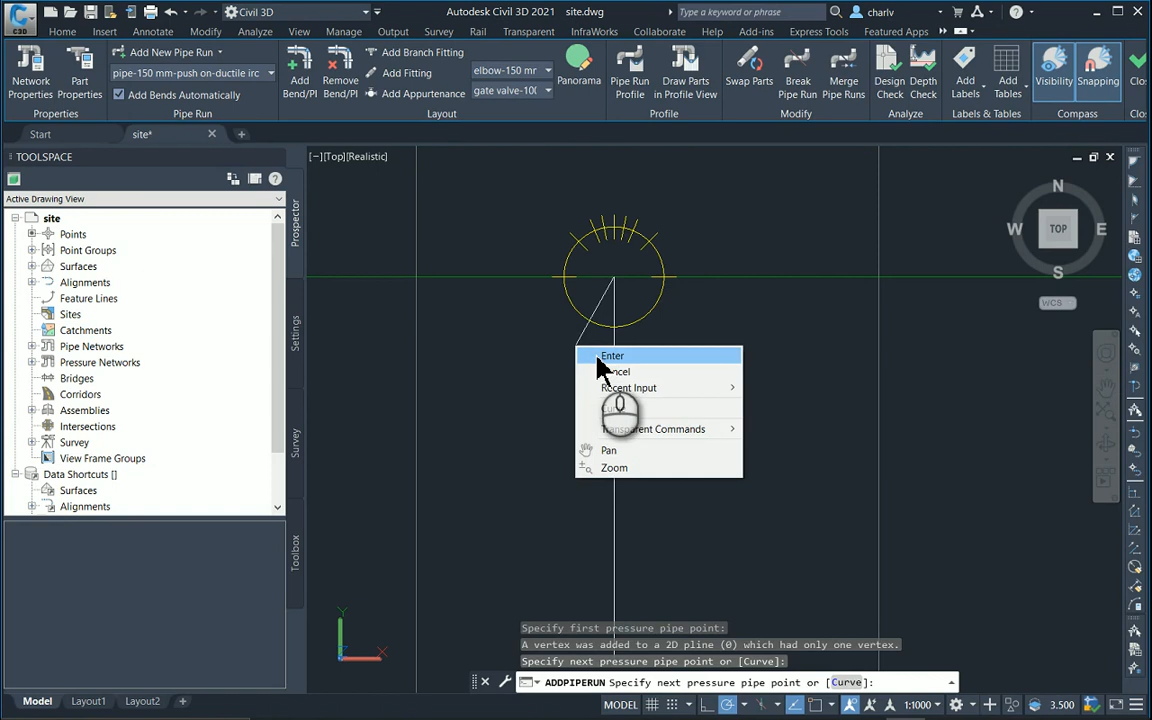 Civil 3D
Autodesk Civil 3D 2021 site.dwg
Type a keyword or phrase
charlv
C3D
Home Insert Annotate Modify Analyze View Manage Output Survey Rail Transparent InfraWorks Collaborate Help Add-ins Express Tools Featured Apps
Network Properties
Part Properties
Add New Pipe Run
pipe-150 mm-push on-ductile irc
Add Bends Automatically
Add Bend/PI
Remove Bend/PI
Add Branch Fitting
Add Fitting
Add Appurtenance
elbow-150 mr
gate valve-10(
Panorama
Pipe Run Profile
Draw Parts in Profile View
Swap Parts
Break Pipe Run
Merge Pipe Runs
Design Check
Depth Check
Add Labels
Add Tables
Visibility
Snapping
Clo
Properties Pipe Run Layout Profile Modify Analyze Labels & Tables Compass Clos
Start site*
TOOLSPACE
[−][Top][Realistic]
Active Drawing View
site
Points
Point Groups
Surfaces
Alignments
Feature Lines
Sites
Catchments
Pipe Networks
Pressure Networks
Bridges
Corridors
Assemblies
Intersections
Survey
View Frame Groups
Data Shortcuts []
Surfaces
Alignments
Prospector
Settings
Survey
Toolbox
N
W TOP E
S
WCS
Enter
Recent Input
Transparent Commands
Pan
Zoom
Y
X
Specify first pressure pipe point:
A vertex was added to a 2D pline (0) which had only one vertex.
Specify next pressure pipe point or [Curve]:
ADDPIPERUN Specify next pressure pipe point or [Curve]:
Model Layout1 Layout2
MODEL 1:1000 3.500